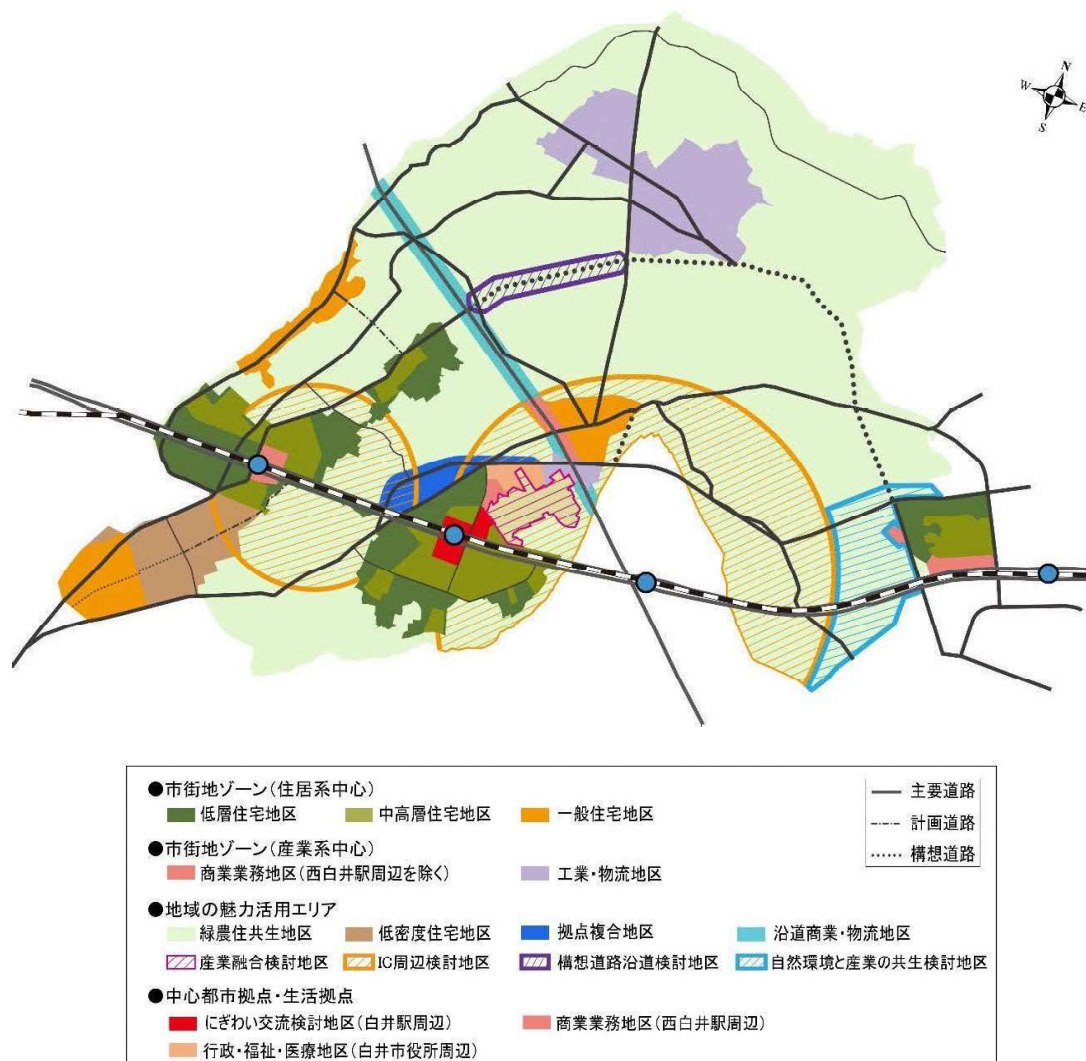 N
W
E
S
●市街地ゾーン(住居系中心)
低層住宅地区 中高層住宅地区 一般住宅地区
●市街地ゾーン(産業系中心)
商業業務地区(西白井駅周辺を除く) 工業・物流地区
●地域の魅力活用エリア
緑農住共生地区 低密度住宅地区 拠点複合地区 沿道商業・物流地区
産業融合検討地区 IC周辺検討地区 構想道路沿道検討地区 自然環境と産業の共生検討地区
●中心都市拠点・生活拠点
にぎわい交流検討地区(白井駅周辺) 商業業務地区(西白井駅周辺)
行政・福祉・医療地区(白井市役所周辺)
主要道路
計画道路
構想道路